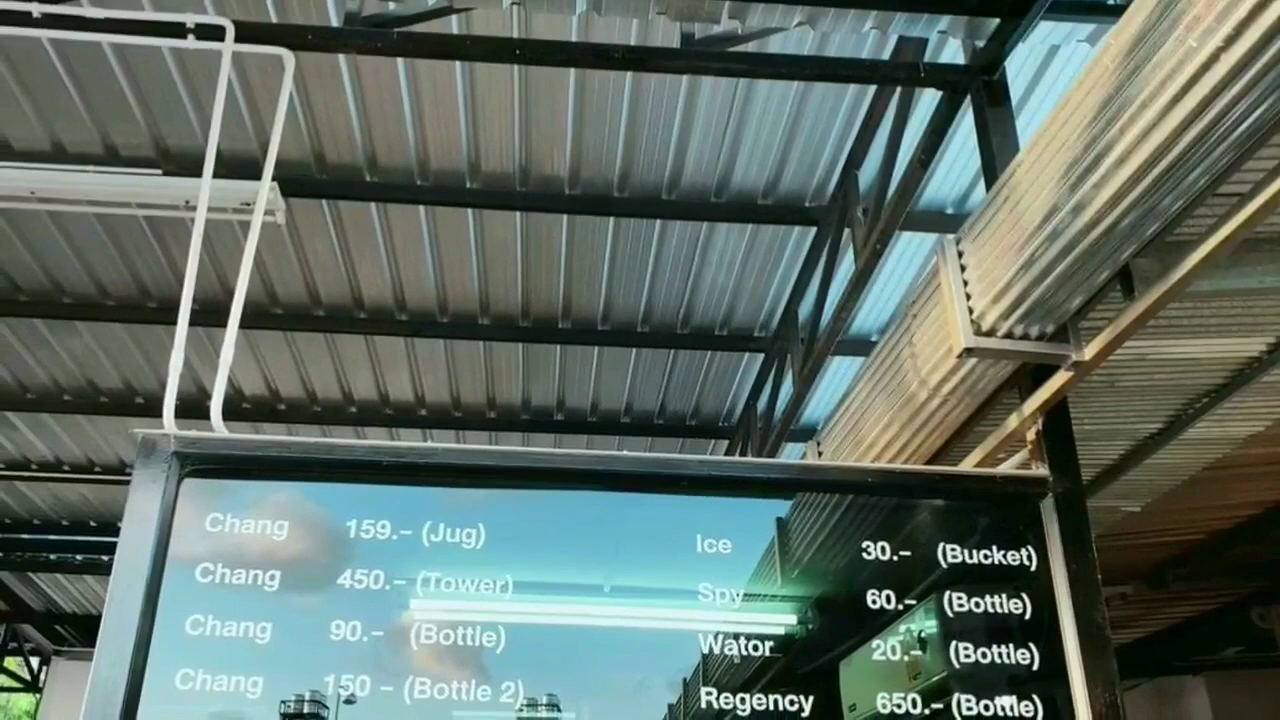 Chang 159.- (Jug)
Chang 450.- (Tower)
Chang 90.- (Bottle)
Chang 150 - (Bottle 2)
Ice 30.- (Bucket)
Spy 60.- (Bottle)
Wator 20.- (Bottle)
Regency 650.- (Bottle)